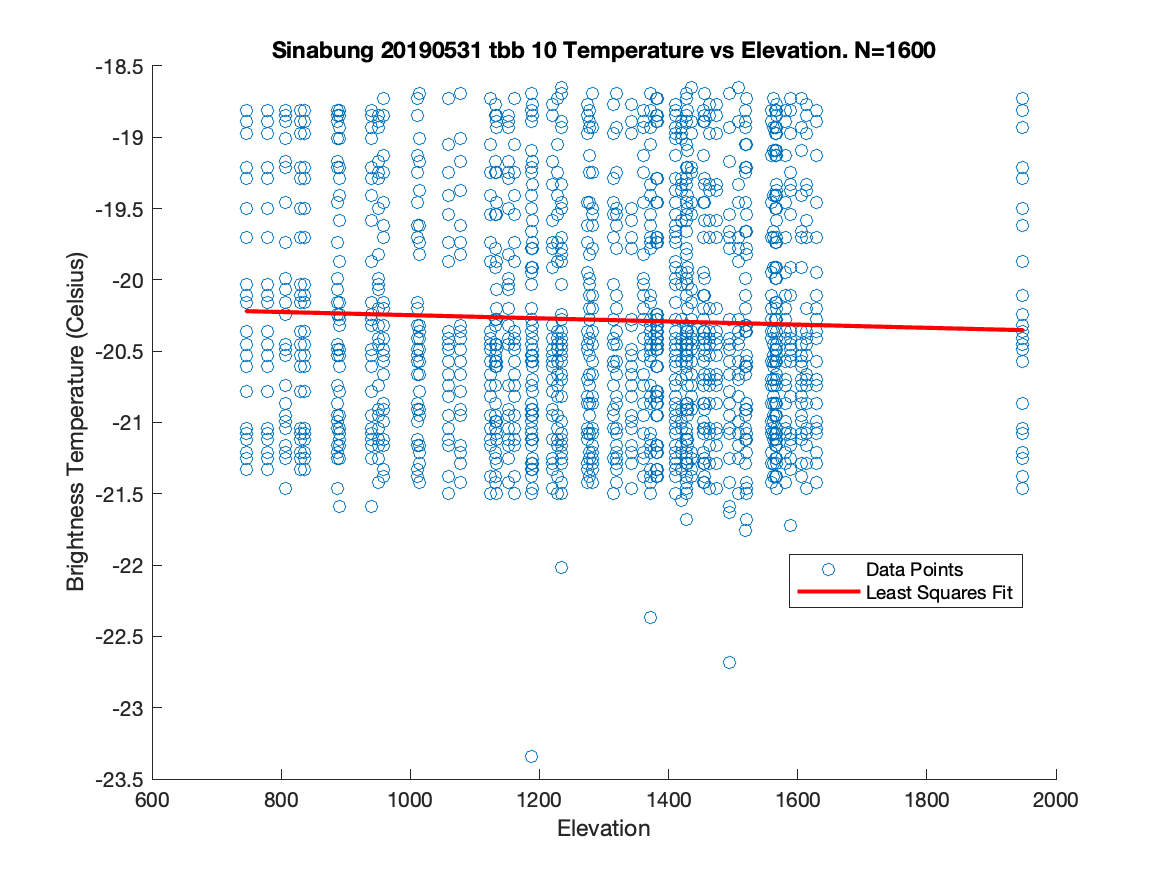 Sinabung 20190531 tbb 10 Temperature vs Elevation. N=1600
-18.5
-19
-19.5
-20
-20.5
-21
-21.5
-22
-22.5
-23
-23.5
Brightness Temperature (Celsius)
Data Points
Least Squares Fit
600 800 1000 1200 1400 1600 1800 2000
Elevation